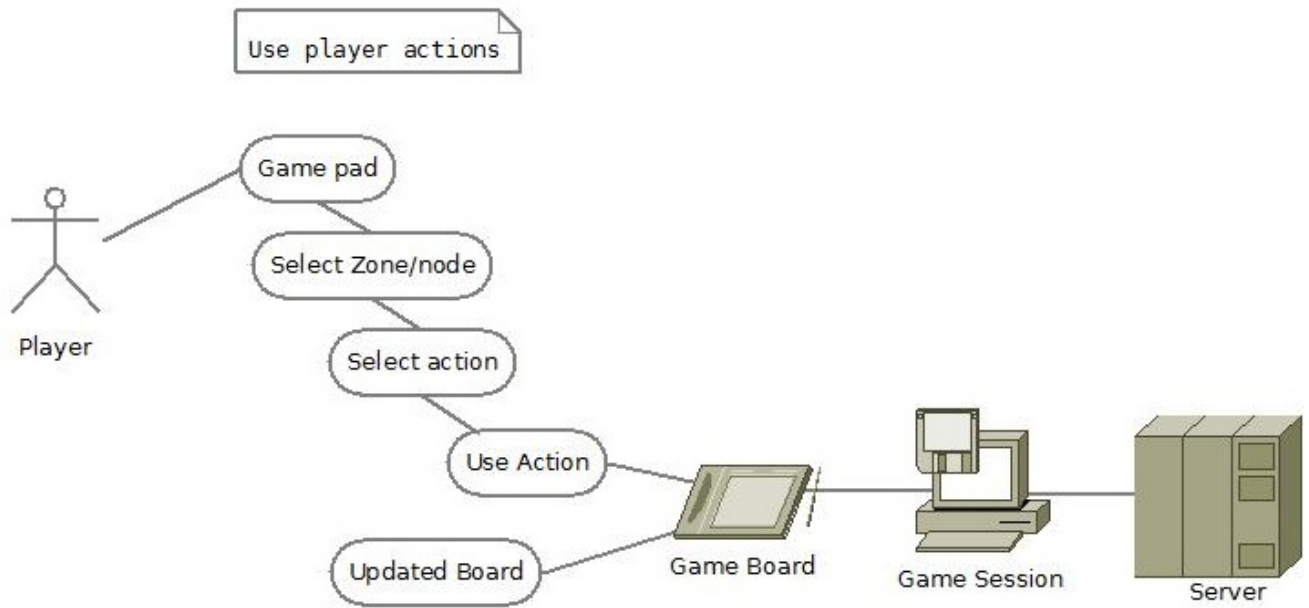 Use player actions
Game pad
Select Zone/node
Player
Select action
Use Action
Game Board
Updated Board
Game Session
Server